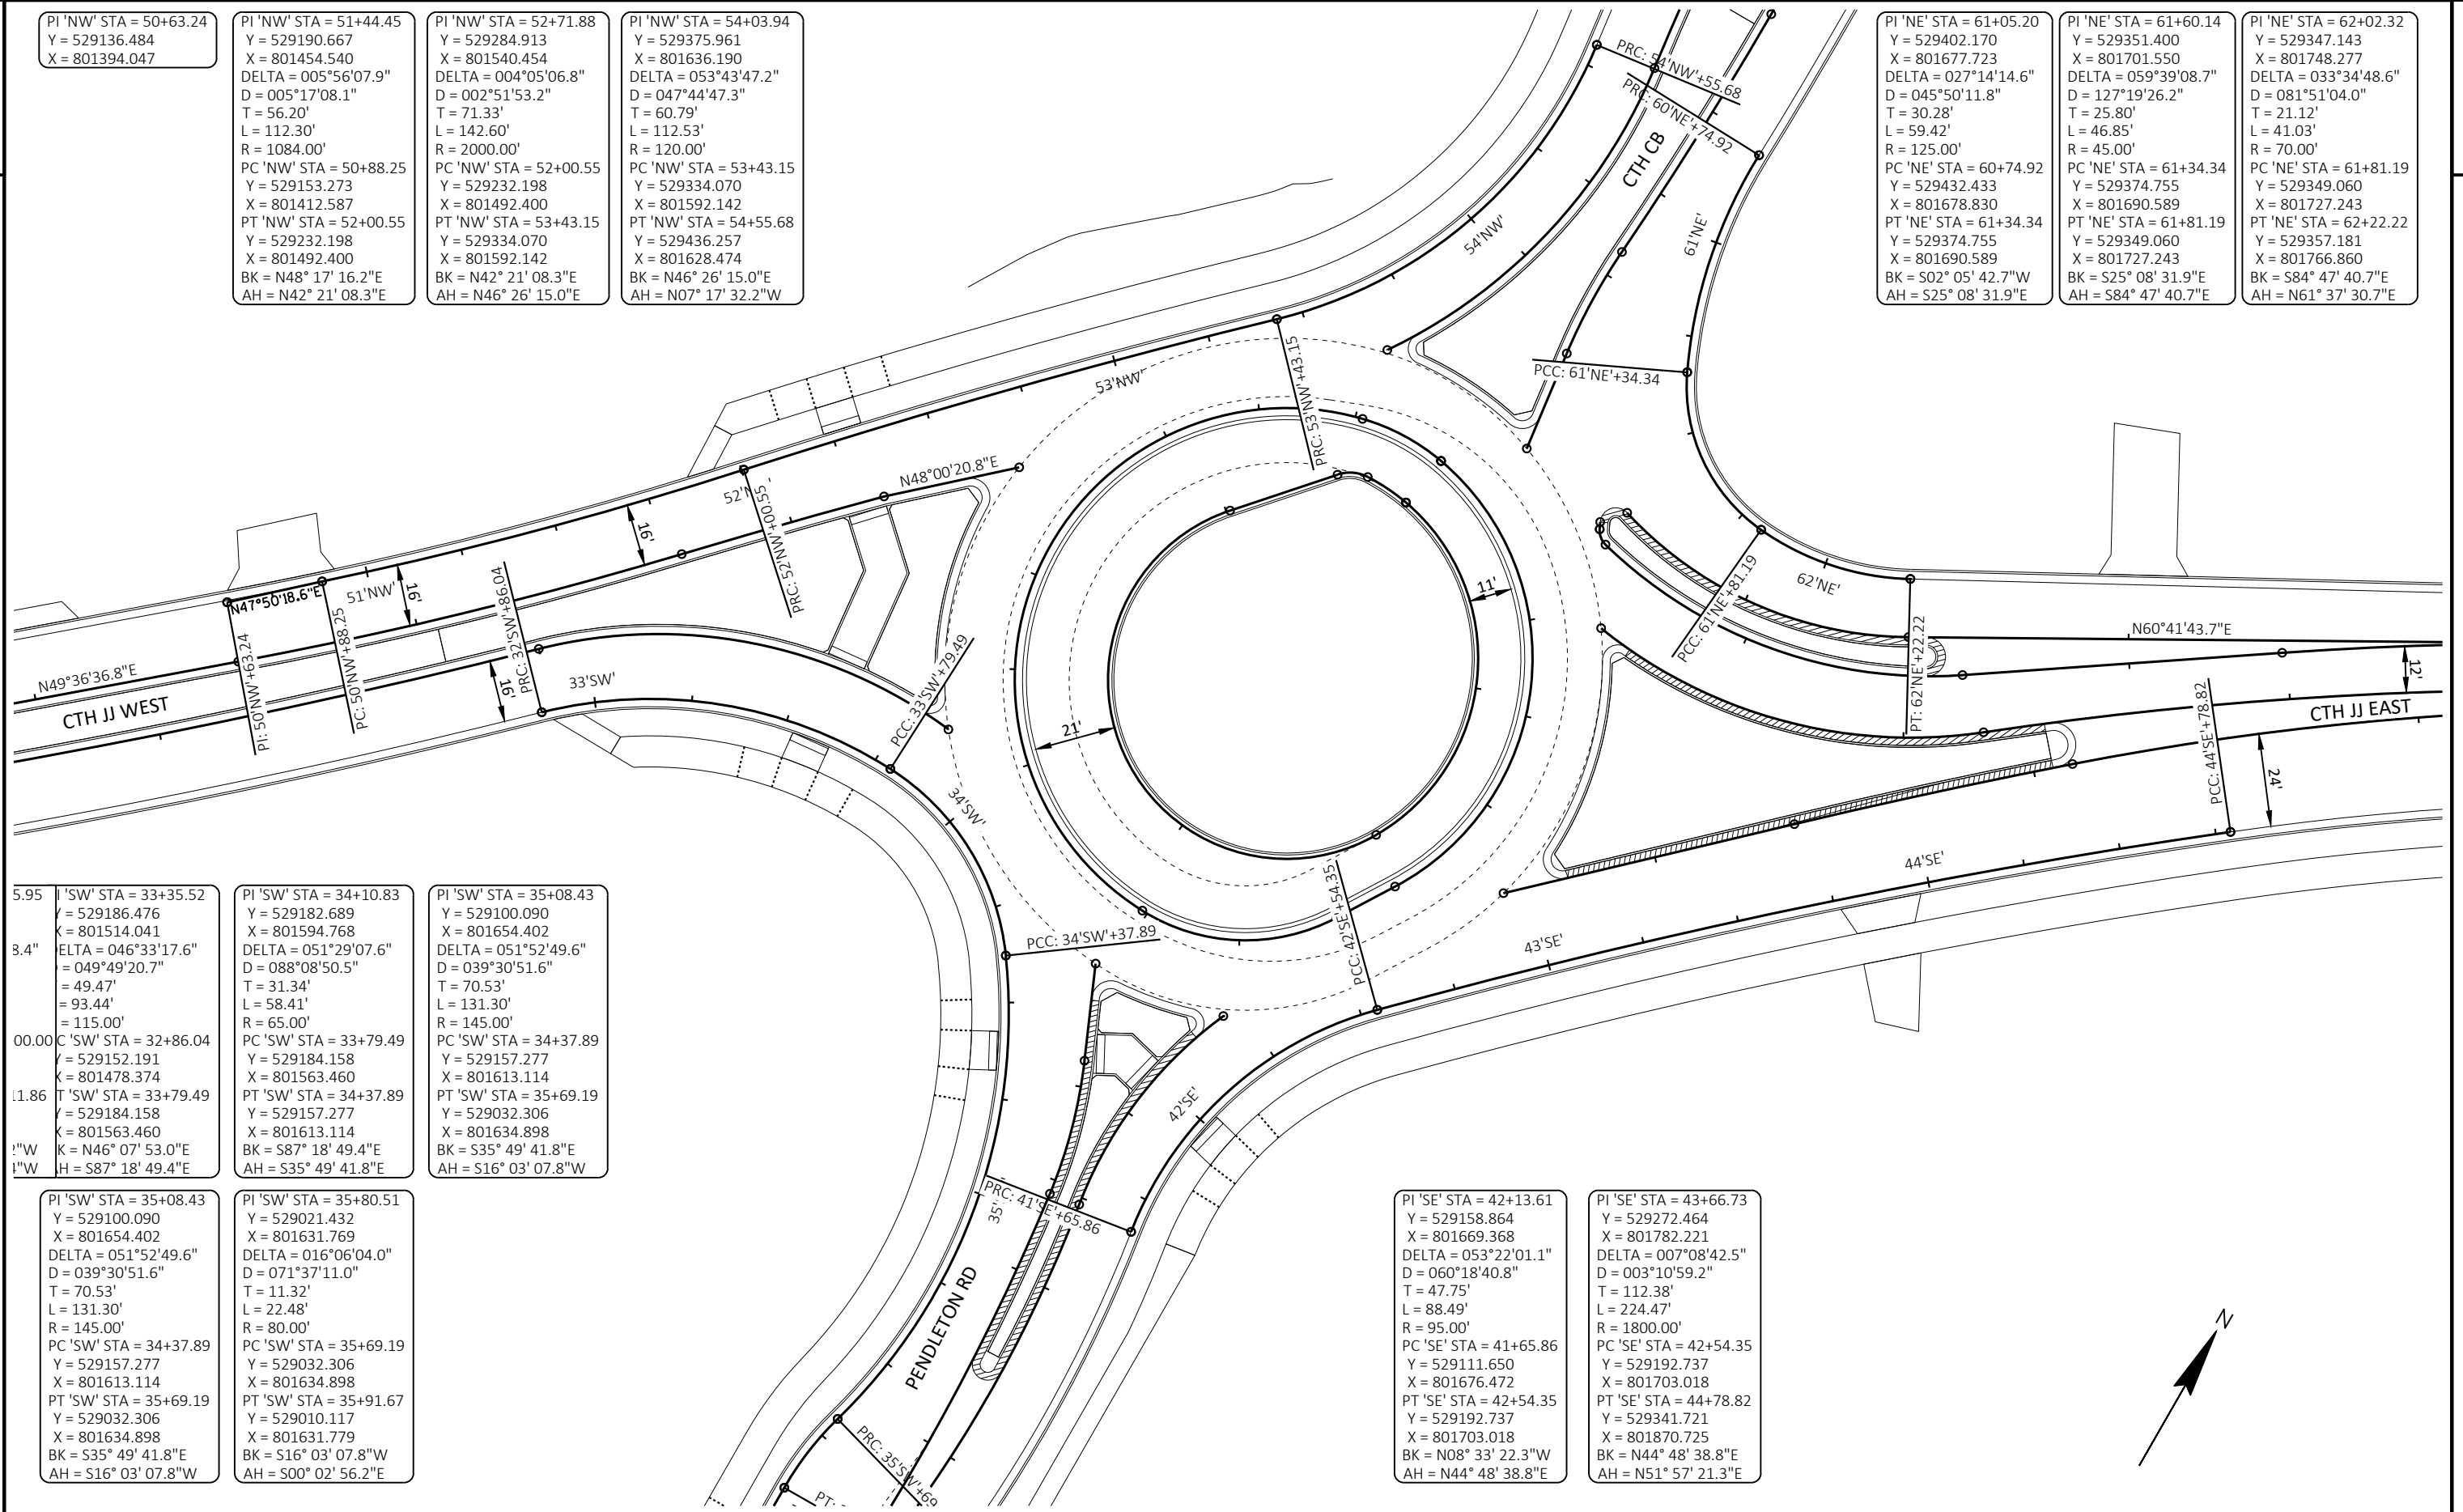 PI 'NW' STA = 50+63.24
Y = 529136.484
X = 801394.047
PI 'NW' STA = 51+44.45
Y = 529190.667
X = 801454.540
DELTA = 005°56'07.9"
D = 005°17'08.1"
T = 56.20'
L = 112.30'
R = 1084.00'
PC 'NW' STA = 50+88.25
Y = 529153.273
X = 801412.587
PT 'NW' STA = 52+00.55
Y = 529232.198
X = 801492.400
BK = N48° 17' 16.2"E
AH = N42° 21' 08.3"E
PI 'NW' STA = 52+71.88
Y = 529284.913
X = 801540.454
DELTA = 004°05'06.8"
D = 002°51'53.2"
T = 71.33'
L = 142.60'
R = 2000.00'
PC 'NW' STA = 52+00.55
Y = 529232.198
X = 801492.400
PT 'NW' STA = 53+43.15
Y = 529334.070
X = 801592.142
BK = N42° 21' 08.3"E
AH = N46° 26' 15.0"E
PI 'NW' STA = 54+03.94
Y = 529375.961
X = 801636.190
DELTA = 053°43'47.2"
D = 047°44'47.3"
T = 60.79'
L = 112.53'
R = 120.00'
PC 'NW' STA = 53+43.15
Y = 529334.070
X = 801592.142
PT 'NW' STA = 54+55.68
Y = 529436.257
X = 801628.474
BK = N46° 26' 15.0"E
AH = N07° 17' 32.2"W
PI 'NE' STA = 61+05.20
Y = 529402.170
X = 801677.723
DELTA = 027°14'14.6"
D = 045°50'11.8"
T = 30.28'
L = 59.42'
R = 125.00'
PC 'NE' STA = 60+74.92
Y = 529432.433
X = 801678.830
PT 'NE' STA = 61+34.34
Y = 529374.755
X = 801690.589
BK = S02° 05' 42.7"W
AH = S25° 08' 31.9"E
PI 'NE' STA = 61+60.14
Y = 529351.400
X = 801701.550
DELTA = 059°39'08.7"
D = 127°19'26.2"
T = 25.80'
L = 46.85'
R = 45.00'
PC 'NE' STA = 61+34.34
Y = 529374.755
X = 801690.589
PT 'NE' STA = 61+81.19
Y = 529349.060
X = 801727.243
BK = S25° 08' 31.9"E
AH = S84° 47' 40.7"E
PI 'NE' STA = 62+02.32
Y = 529347.143
X = 801748.277
DELTA = 033°34'48.6"
D = 081°51'04.0"
T = 21.12'
L = 41.03'
R = 70.00'
PC 'NE' STA = 61+81.19
Y = 529349.060
X = 801727.243
PT 'NE' STA = 62+22.22
Y = 529357.181
X = 801766.860
BK = S84° 47' 40.7"E
AH = N61° 37' 30.7"E
PRC: 54'NW'+55.68
PRC: 60'NE'+74.92
CTH CB
54'NW'
61'NE'
PCC: 61'NE'+34.34
PRC: 53'NW'+43.15
53'NW'
N48°00'20.8"E
52'N
PRC: 52'NW'+00.55
16'
16'
16'
N47°50'18.6"E
51'NW'
N49°36'36.8"E
PI: 50'NW'+63.24
PC: 50'NW'+88.25
PRC: 32'SW'+86.04
33'SW'
CTH JJ WEST
PCC: 33'SW'+79.49
34'SW'
21'
11'
PCC: 61'NE'+81.19
62'NE'
PT: 62'NE'+22.22
N60°41'43.7"E
12'
CTH JJ EAST
PCC: 44'SE'+78.82
24'
44'SE'
43'SE'
PCC: 42'SE'+54.35
PCC: 34'SW'+37.89
42'SE'
PRC: 41'SE'+65.86
35'
PENDLETON RD
PRC: 35'SW'+69
PT:
N
5.95
8.4"
00.00
11.86
"W
"W
I 'SW' STA = 33+35.52
Y = 529186.476
X = 801514.041
ELTA = 046°33'17.6"
= 049°49'20.7"
= 49.47'
= 93.44'
= 115.00'
C 'SW' STA = 32+86.04
Y = 529152.191
X = 801478.374
T 'SW' STA = 33+79.49
Y = 529184.158
X = 801563.460
K = N46° 07' 53.0"E
H = S87° 18' 49.4"E
PI 'SW' STA = 34+10.83
Y = 529182.689
X = 801594.768
DELTA = 051°29'07.6"
D = 088°08'50.5"
T = 31.34'
L = 58.41'
R = 65.00'
PC 'SW' STA = 33+79.49
Y = 529184.158
X = 801563.460
PT 'SW' STA = 34+37.89
Y = 529157.277
X = 801613.114
BK = S87° 18' 49.4"E
AH = S35° 49' 41.8"E
PI 'SW' STA = 35+08.43
Y = 529100.090
X = 801654.402
DELTA = 051°52'49.6"
D = 039°30'51.6"
T = 70.53'
L = 131.30'
R = 145.00'
PC 'SW' STA = 34+37.89
Y = 529157.277
X = 801613.114
PT 'SW' STA = 35+69.19
Y = 529032.306
X = 801634.898
BK = S35° 49' 41.8"E
AH = S16° 03' 07.8"W
PI 'SW' STA = 35+08.43
Y = 529100.090
X = 801654.402
DELTA = 051°52'49.6"
D = 039°30'51.6"
T = 70.53'
L = 131.30'
R = 145.00'
PC 'SW' STA = 34+37.89
Y = 529157.277
X = 801613.114
PT 'SW' STA = 35+69.19
Y = 529032.306
X = 801634.898
BK = S35° 49' 41.8"E
AH = S16° 03' 07.8"W
PI 'SW' STA = 35+80.51
Y = 529021.432
X = 801631.769
DELTA = 016°06'04.0"
D = 071°37'11.0"
T = 11.32'
L = 22.48'
R = 80.00'
PC 'SW' STA = 35+69.19
Y = 529032.306
X = 801634.898
PT 'SW' STA = 35+91.67
Y = 529010.117
X = 801631.779
BK = S16° 03' 07.8"W
AH = S00° 02' 56.2"E
PI 'SE' STA = 42+13.61
Y = 529158.864
X = 801669.368
DELTA = 053°22'01.1"
D = 060°18'40.8"
T = 47.75'
L = 88.49'
R = 95.00'
PC 'SE' STA = 41+65.86
Y = 529111.650
X = 801676.472
PT 'SE' STA = 42+54.35
Y = 529192.737
X = 801703.018
BK = N08° 33' 22.3"W
AH = N44° 48' 38.8"E
PI 'SE' STA = 43+66.73
Y = 529272.464
X = 801782.221
DELTA = 007°08'42.5"
D = 003°10'59.2"
T = 112.38'
L = 224.47'
R = 1800.00'
PC 'SE' STA = 42+54.35
Y = 529192.737
X = 801703.018
PT 'SE' STA = 44+78.82
Y = 529341.721
X = 801870.725
BK = N44° 48' 38.8"E
AH = N51° 57' 21.3"E